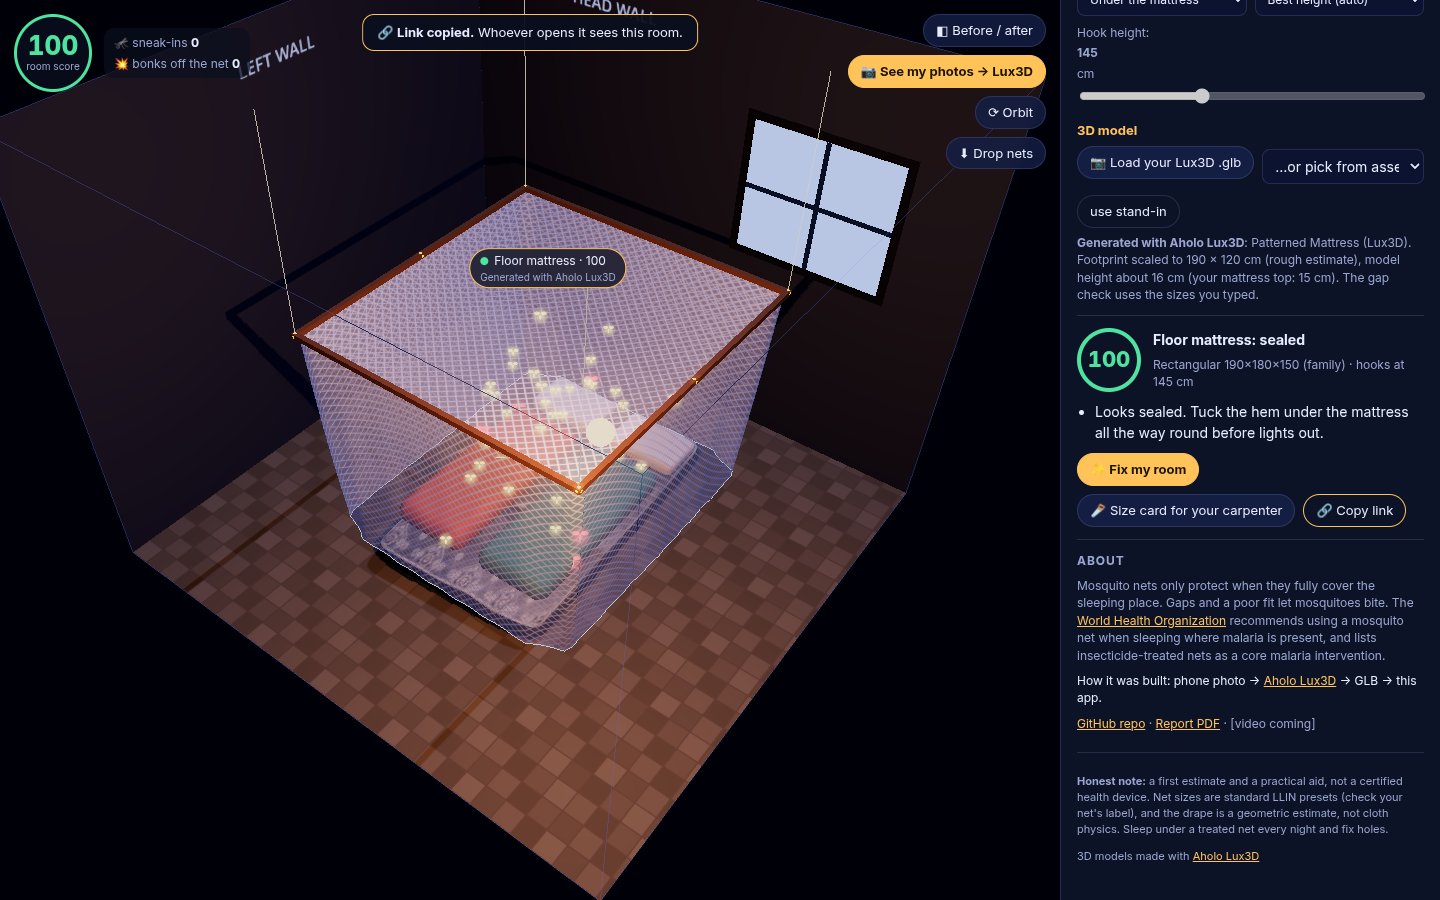 100
room score
🦟 sneak-ins 0
💥 bonks off the net 0
LEFT WALL
HEAD WALL
🔗 Link copied. Whoever opens it sees this room.
◧ Before / after
📷 See my photos → Lux3D
⟳ Orbit
⬇ Drop nets
Floor mattress · 100
Generated with Aholo Lux3D
Under the mattress
Best height (auto)
Hook height:
145
cm
3D model
📷 Load your Lux3D .glb
...or pick from asse
use stand-in
Generated with Aholo Lux3D: Patterned Mattress (Lux3D).
Footprint scaled to 190 × 120 cm (rough estimate), model
height about 16 cm (your mattress top: 15 cm). The gap
check uses the sizes you typed.
100
Floor mattress: sealed
Rectangular 190×180×150 (family) · hooks at
145 cm
• Looks sealed. Tuck the hem under the mattress
all the way round before lights out.
✨ Fix my room
🪚 Size card for your carpenter
🔗 Copy link
ABOUT
Mosquito nets only protect when they fully cover the
sleeping place. Gaps and a poor fit let mosquitoes bite. The
World Health Organization recommends using a mosquito
net when sleeping where malaria is present, and lists
insecticide-treated nets as a core malaria intervention.
How it was built: phone photo → Aholo Lux3D → GLB → this
app.
GitHub repo · Report PDF · [video coming]
Honest note: a first estimate and a practical aid, not a certified
health device. Net sizes are standard LLIN presets (check your
net's label), and the drape is a geometric estimate, not cloth
physics. Sleep under a treated net every night and fix holes.
3D models made with Aholo Lux3D